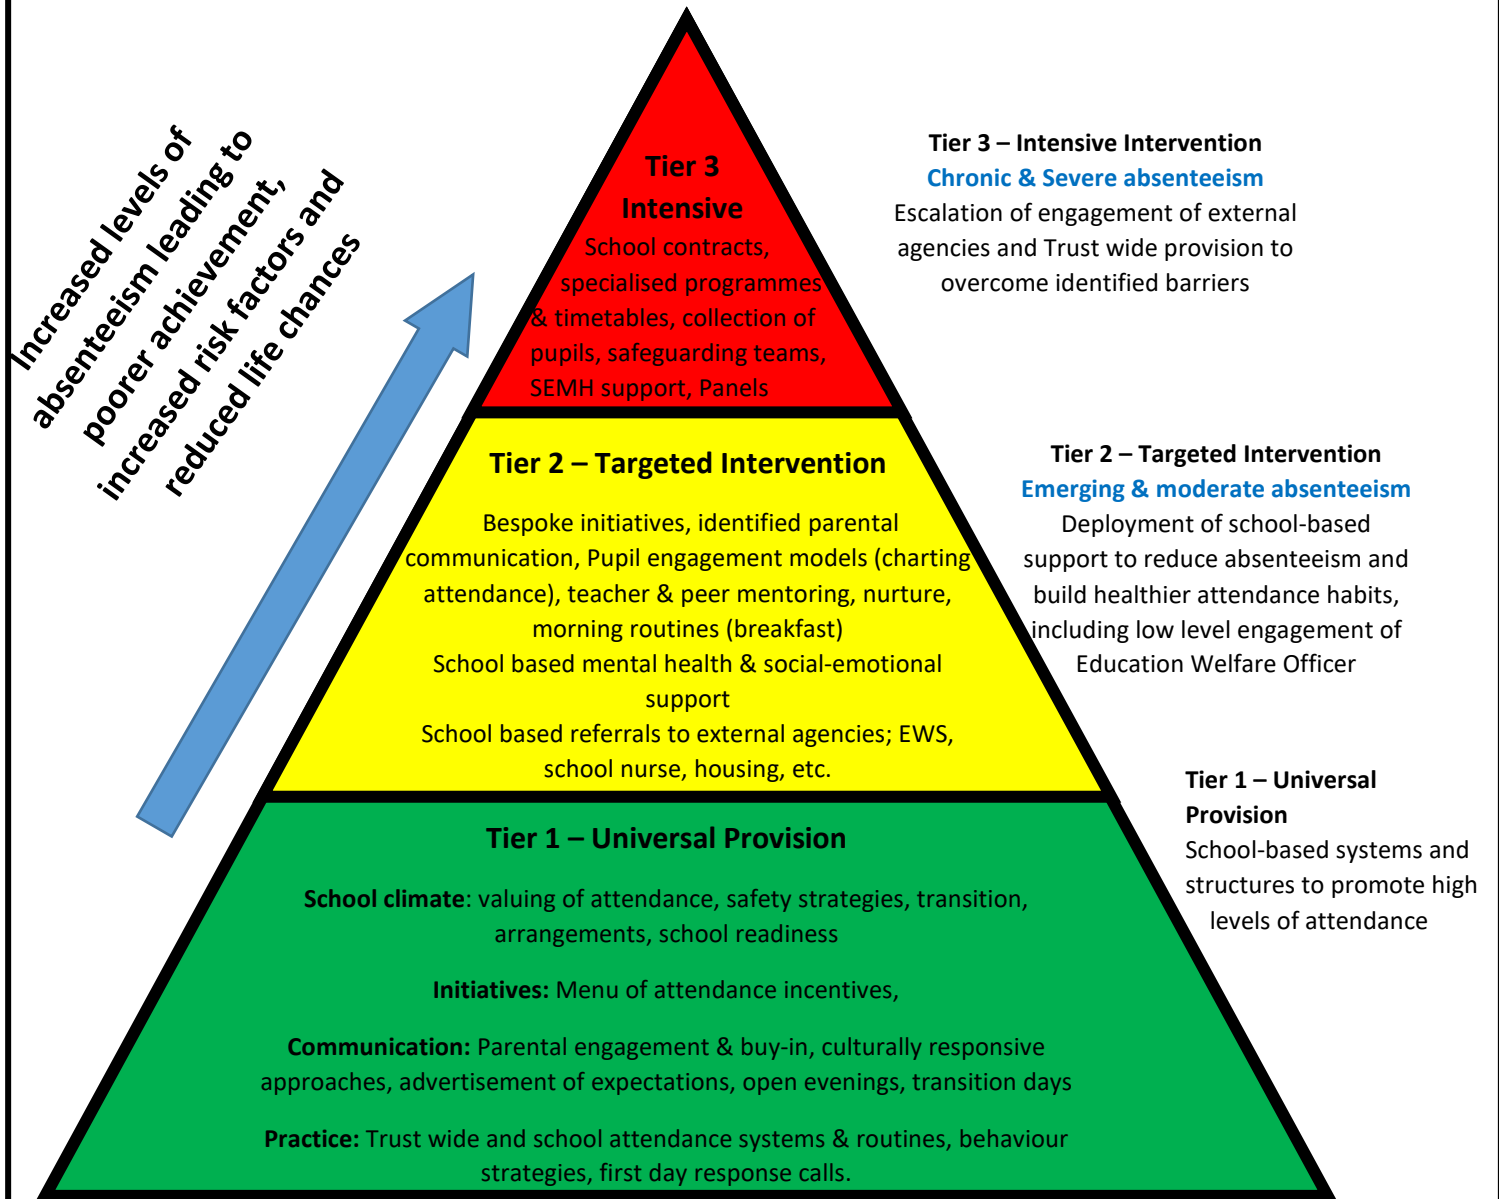 Increased levels of
absenteeism leading to
poorer achievement,
increased risk factors and
reduced life chances
Tier 3
Intensive
School contracts,
specialised programmes
& timetables, collection of
pupils, safeguarding teams,
SEMH support, Panels
Tier 3 – Intensive Intervention
Chronic & Severe absenteeism
Escalation of engagement of external
agencies and Trust wide provision to
overcome identified barriers
Tier 2 – Targeted Intervention
Bespoke initiatives, identified parental
communication, Pupil engagement models (charting
attendance), teacher & peer mentoring, nurture,
morning routines (breakfast)
School based mental health & social-emotional
support
School based referrals to external agencies; EWS,
school nurse, housing, etc.
Tier 2 – Targeted Intervention
Emerging & moderate absenteeism
Deployment of school-based
support to reduce absenteeism and
build healthier attendance habits,
including low level engagement of
Education Welfare Officer
Tier 1 – Universal Provision
School climate: valuing of attendance, safety strategies, transition,
arrangements, school readiness
Initiatives: Menu of attendance incentives,
Communication: Parental engagement & buy-in, culturally responsive
approaches, advertisement of expectations, open evenings, transition days
Practice: Trust wide and school attendance systems & routines, behaviour
strategies, first day response calls.
Tier 1 – Universal
Provision
School-based systems and
structures to promote high
levels of attendance